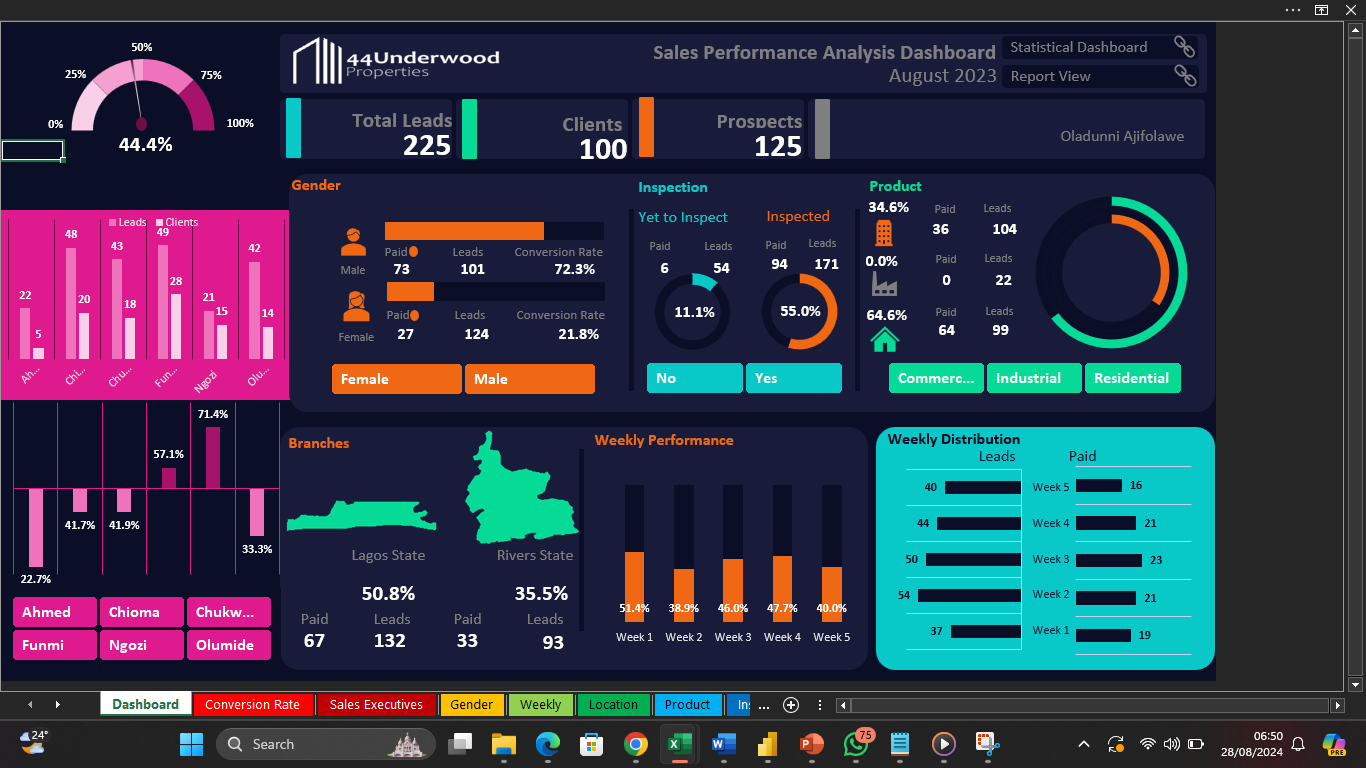 44Underwood
Properties
Sales Performance Analysis Dashboard
August 2023
Statistical Dashboard
Report View
50%
25%
75%
0%
100%
44.4%
Total Leads
225
Clients
100
Prospects
125
Oladunni Ajifolawe
Leads Clients
22 5
48 20
43 18
49 28
21 15
42 14
Ah...
Chi...
Chu...
Fun...
Ngozi
Olu...
22.7%
41.7%
41.9%
57.1%
71.4%
33.3%
Ahmed Chioma Chukw...
Funmi Ngozi Olumide
Gender
Male
Paid Leads Conversion Rate
73 101 72.3%
Female
Paid Leads Conversion Rate
27 124 21.8%
Female Male
Inspection
Yet to Inspect
Paid Leads
6 54
11.1%
Inspected
Paid Leads
94 171
55.0%
No Yes
Product
34.6% Paid Leads
36 104
0.0% Paid Leads
0 22
64.6% Paid Leads
64 99
Commerc... Industrial Residential
Branches
Lagos State
50.8%
Paid Leads
67 132
Rivers State
35.5%
Paid Leads
33 93
Weekly Performance
51.4% 38.9% 46.0% 47.7% 40.0%
Week 1 Week 2 Week 3 Week 4 Week 5
Weekly Distribution
Leads Paid
40 Week 5 16
44 Week 4 21
50 Week 3 23
54 Week 2 21
37 Week 1 19
Dashboard Conversion Rate Sales Executives Gender Weekly Location Product In ...
24°
Search
75
06:50
28/08/2024
PRE